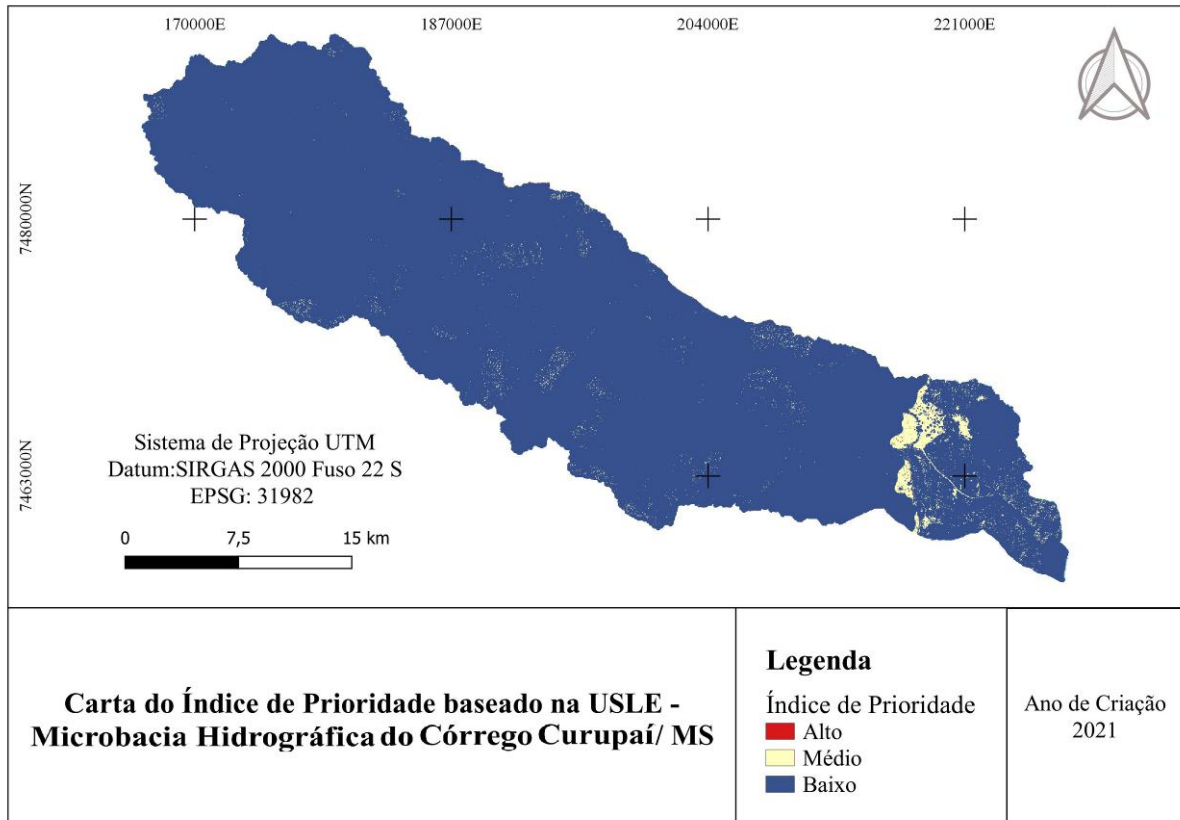 170000E
187000E
204000E
221000E
7480000N
7463000N
Sistema de Projeção UTM
Datum:SIRGAS 2000 Fuso 22 S
EPSG: 31982
0 7,5 15 km
Carta do Índice de Prioridade baseado na USLE -
Microbacia Hidrográfica do Córrego Curupaí/ MS
Legenda
Índice de Prioridade
Alto
Médio
Baixo
Ano de Criação
2021